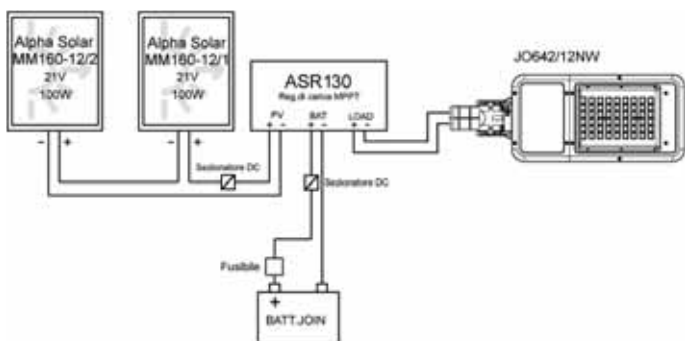 Alpha Solar
MM160-12/2
21V
100W
Alpha Solar
MM160-12/1
21V
100W
ASR130
Reg.di carica MPPT
PV BAT LOAD
+ - + - + -
JO642/12NW
- + - +
Sezionatore DC
Sezionatore DC
Fusibile
+
BATT.JOIN